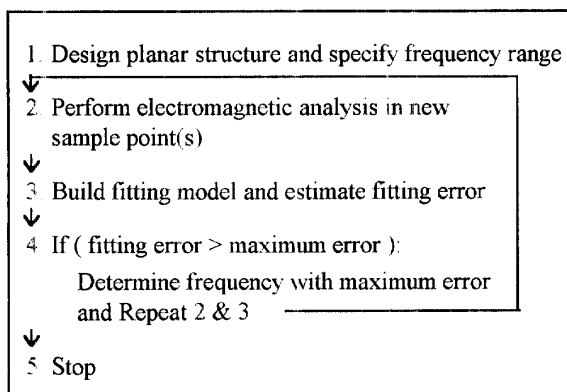 1. Design planar structure and specify frequency range
2. Perform electromagnetic analysis in new
sample point(s)
3. Build fitting model and estimate fitting error
4. If ( fitting error > maximum error ):
Determine frequency with maximum error
and Repeat 2 & 3
5. Stop